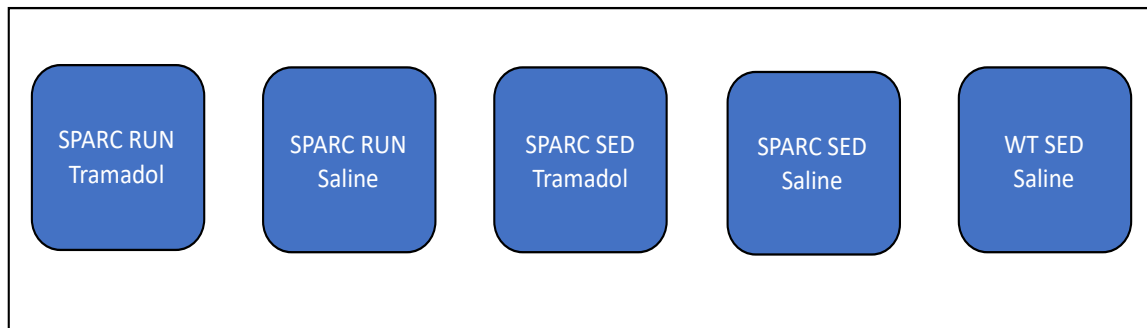 SPARC RUN
Tramadol
SPARC RUN
Saline
SPARC SED
Tramadol
SPARC SED
Saline
WT SED
Saline